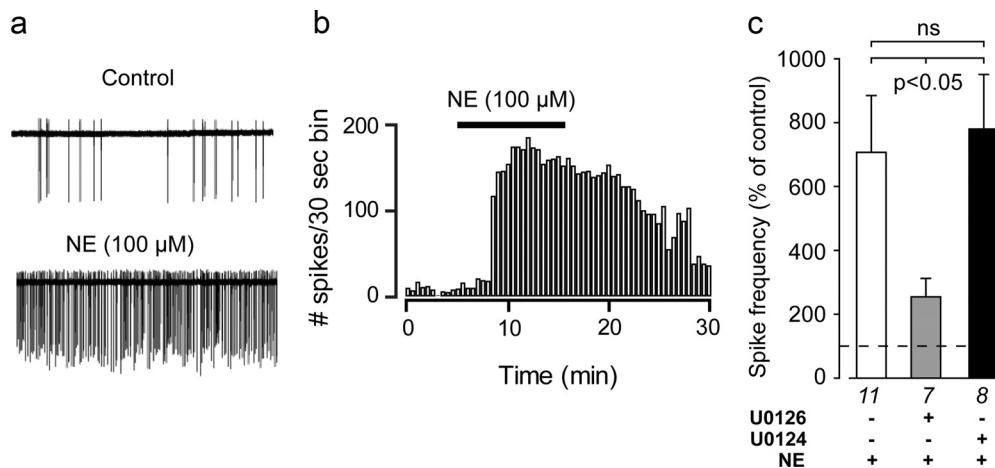 a
Control
NE (100 µM)
b
NE (100 µM)
# spikes/30 sec bin
200
100
0
0 10 20 30
Time (min)
c
ns
p<0.05
Spike frequency (% of control)
1000
800
600
400
200
0
11 7 8
U0126 - + -
U0124 - - +
NE + + +